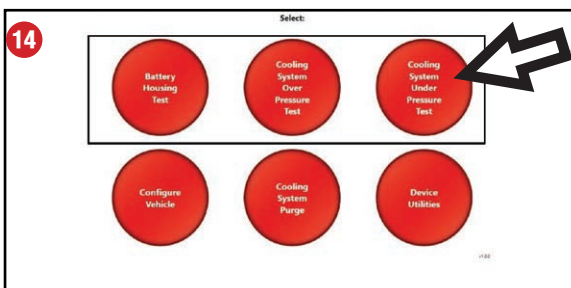 Select:
14
Battery
Housing
Test
Cooling
System
Over
Pressure
Test
Cooling
System
Under
Pressure
Test
Configure
Vehicle
Cooling
System
Purge
Device
Utilities